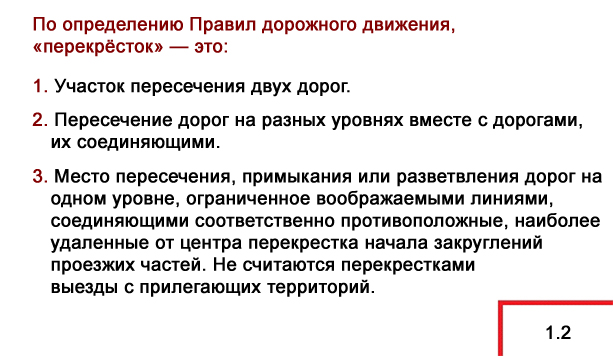 По определению Правил дорожного движения,
«перекрёсток» — это:
1. Участок пересечения двух дорог.
2. Пересечение дорог на разных уровнях вместе с дорогами,
их соединяющими.
3. Место пересечения, примыкания или разветвления дорог на
одном уровне, ограниченное воображаемыми линиями,
соединяющими соответственно противоположные, наиболее
удаленные от центра перекрестка начала закруглений
проезжих частей. Не считаются перекрестками
выезды с прилегающих территорий.
1.2